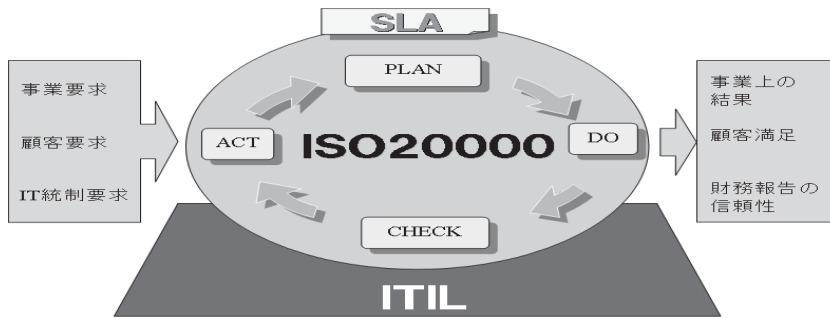 SLA
PLAN
事業要求
顧客要求
IT統制要求
ACT
ISO20000
DO
CHECK
事業上の
結果
顧客満足
財務報告の
信頼性
ITIL